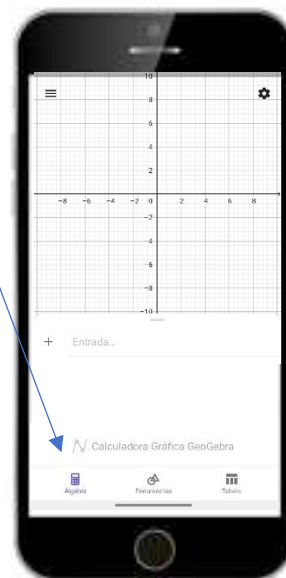 10
8
6
4
2
-8 -6 -4 -2 0 2 4 6 8
-2
-4
-6
-8
-10
+ Entrada...
Calculadora Gráfica GeoGebra
Álgebra Ferramentas Tabela